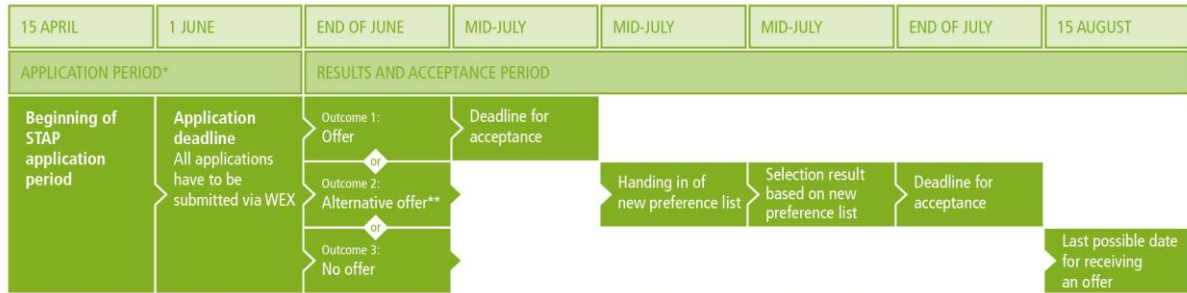 15 APRIL
1 JUNE
END OF JUNE
MID-JULY
MID-JULY
MID-JULY
END OF JULY
15 AUGUST
APPLICATION PERIOD*
RESULTS AND ACCEPTANCE PERIOD
Beginning of
STAP
application
period
Application
deadline
All applications
have to be
submitted via WEX
Outcome 1:
Offer
or
Outcome 2:
Alternative offer**
or
Outcome 3:
No offer
Deadline for
acceptance
Handing in of
new preference list
Selection result
based on new
preference list
Deadline for
acceptance
Last possible date
for receiving
an offer